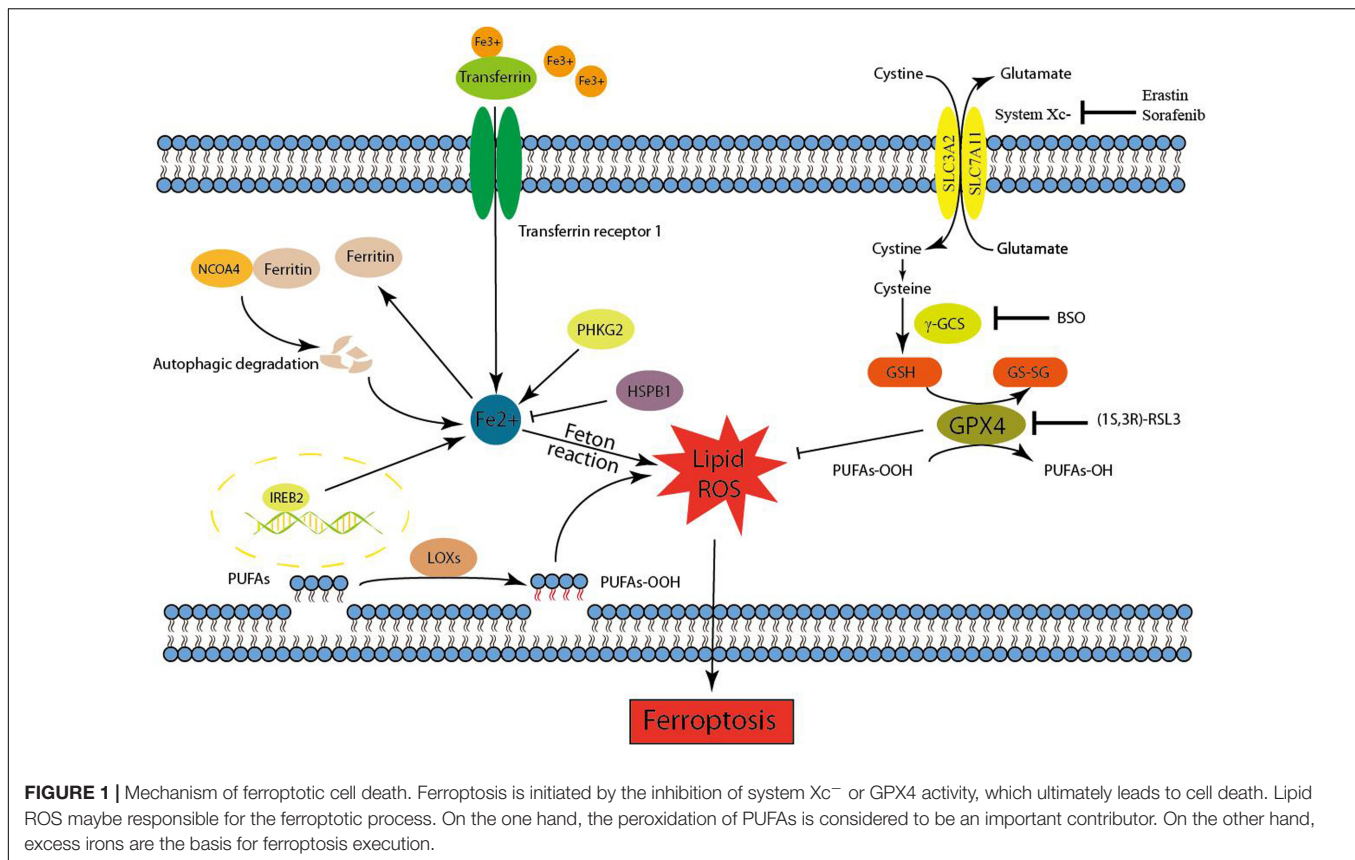 Fe3+
Transferrin
Fe3+
Fe3+
Cystine
Glutamate
System Xc-
Erastin
Sorafenib
SLC3A2
SLC7A11
Transferrin receptor 1
Cystine
Glutamate
Cysteine
NCOA4
Ferritin
Ferritin
γ-GCS
BSO
PHKG2
Autophagic degradation
GSH
GS-SG
HSPB1
Fe2+
GPX4
(1S,3R)-RSL3
Feton
reaction
Lipid
ROS
PUFAs-OOH
PUFAs-OH
IREB2
LOXs
PUFAs
PUFAs-OOH
Ferroptosis
FIGURE 1 | Mechanism of ferroptotic cell death. Ferroptosis is initiated by the inhibition of system Xc⁻ or GPX4 activity, which ultimately leads to cell death. Lipid
ROS maybe responsible for the ferroptotic process. On the one hand, the peroxidation of PUFAs is considered to be an important contributor. On the other hand,
excess irons are the basis for ferroptosis execution.